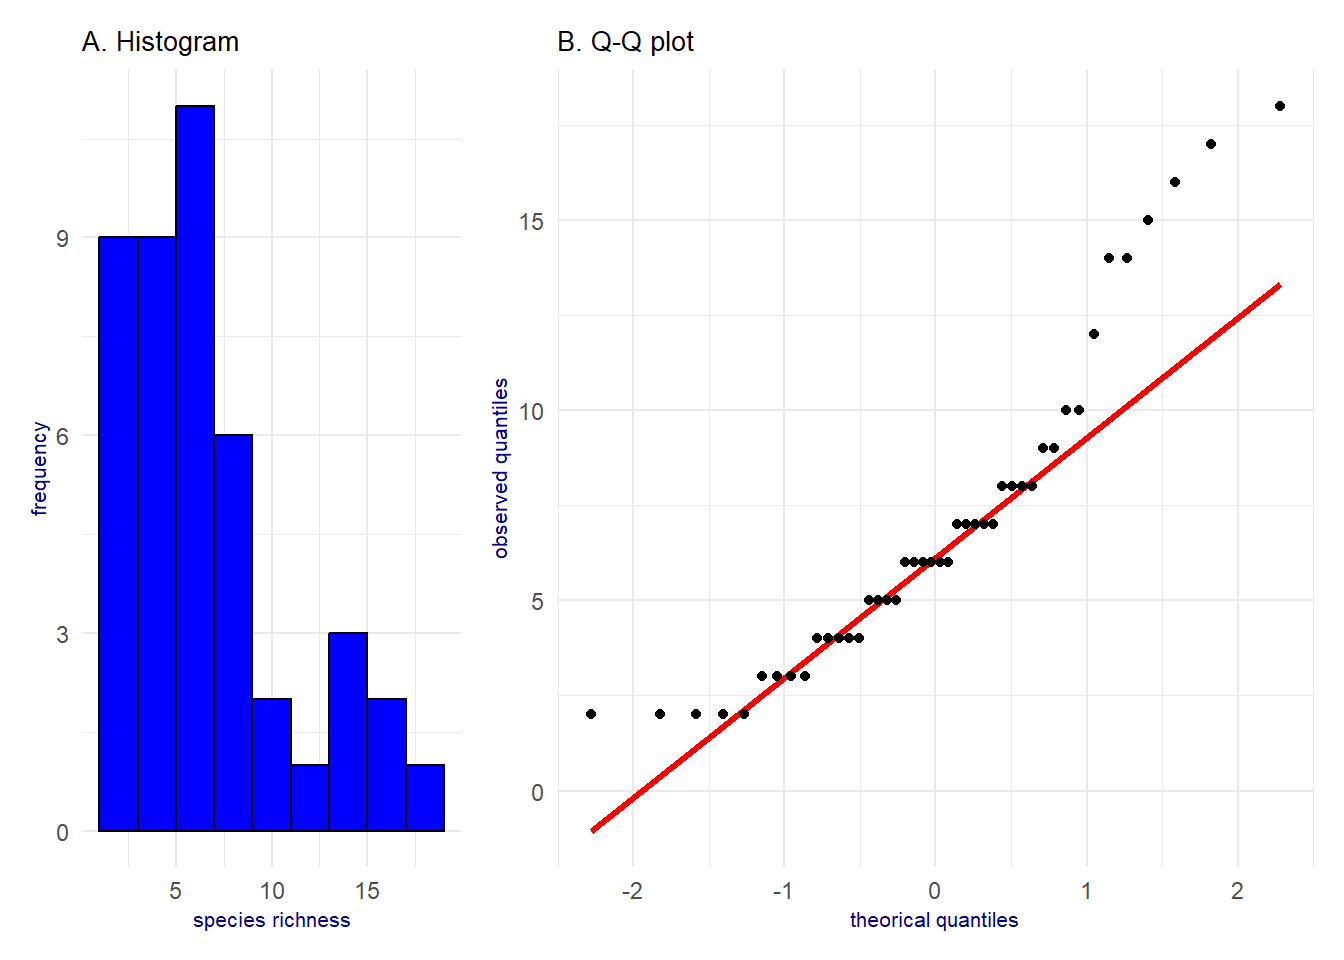 A. Histogram
9
6
3
0
frequency
5 10 15
species richness
B. Q-Q plot
15
10
5
0
observed quantiles
-2 -1 0 1 2
theorical quantiles